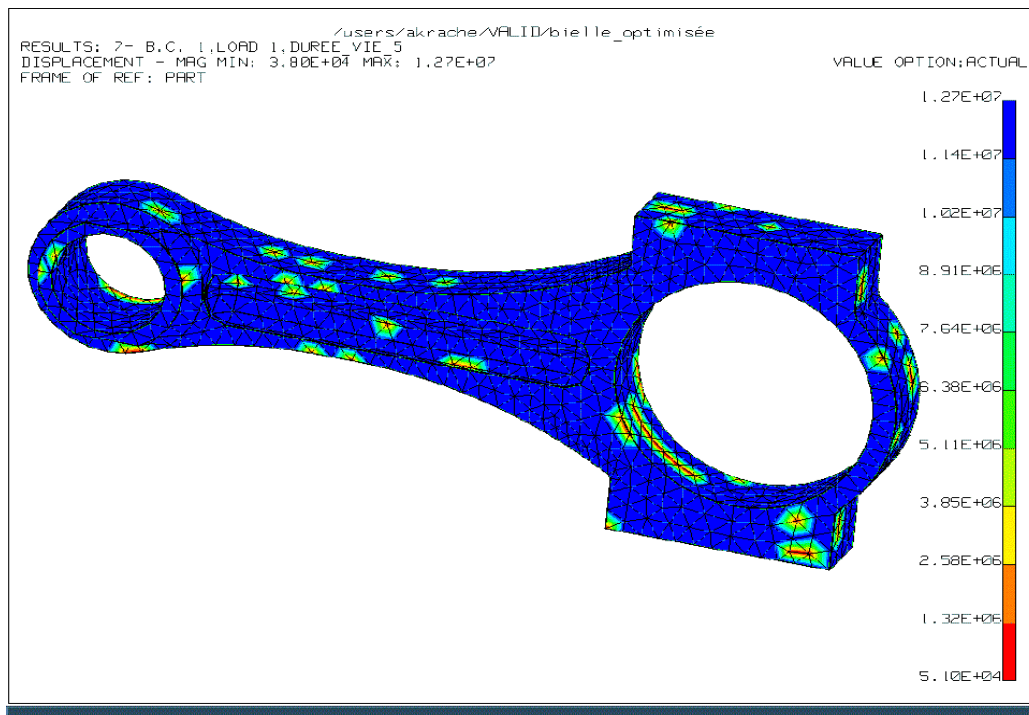 /users/akrache/VALID/bielle_optimisée
RESULTS: 7- B.C. 1,LOAD 1,DUREE_VIE_5
DISPLACEMENT - MAG MIN: 3.80E+04 MAX: 1.27E+07
VALUE OPTION:ACTUAL
FRAME OF REF: PART
1.27E+07
1.14E+07
1.02E+07
8.91E+06
7.64E+06
6.38E+06
5.11E+06
3.85E+06
2.58E+06
1.32E+06
5.10E+04